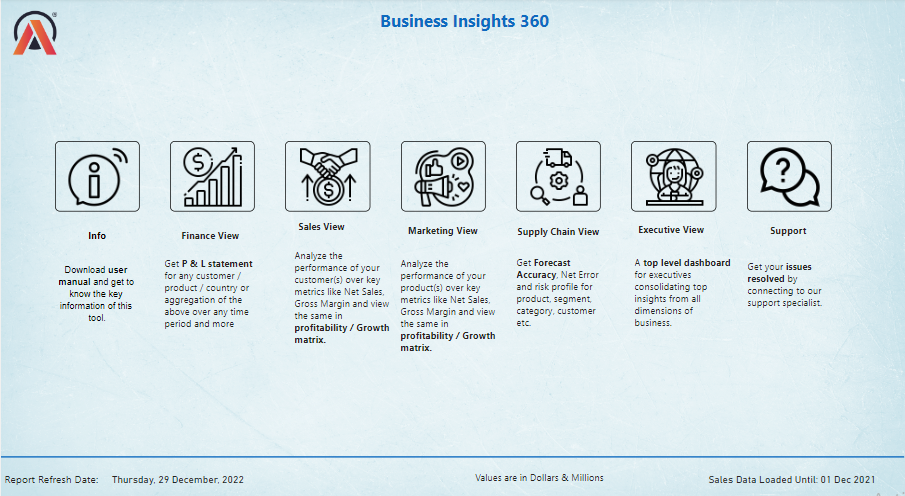 ®
Business Insights 360
Info
Download user
manual and get to
know the key
information of this
tool.
Finance View
Get P & L statement
for any customer /
product / country or
aggregation of the
above over any time
period and more
Sales View
Analyze the
performance of your
customer(s) over key
metrics like Net Sales,
Gross Margin and view
the same in
profitability / Growth
matrix.
Marketing View
Analyze the
performance of your
product(s) over key
metrics like Net Sales,
Gross Margin and view
the same in
profitability / Growth
matrix.
Supply Chain View
Get Forecast
Accuracy, Net Error
and risk profile for
product, segment,
category, customer
etc.
Executive View
A top level dashboard
for executives
consolidating top
insights from all
dimensions of
business.
Support
Get your issues
resolved by
connecting to our
support specialist.
Report Refresh Date: Thursday, 29 December, 2022
Values are in Dollars & Millions
Sales Data Loaded Until: 01 Dec 2021